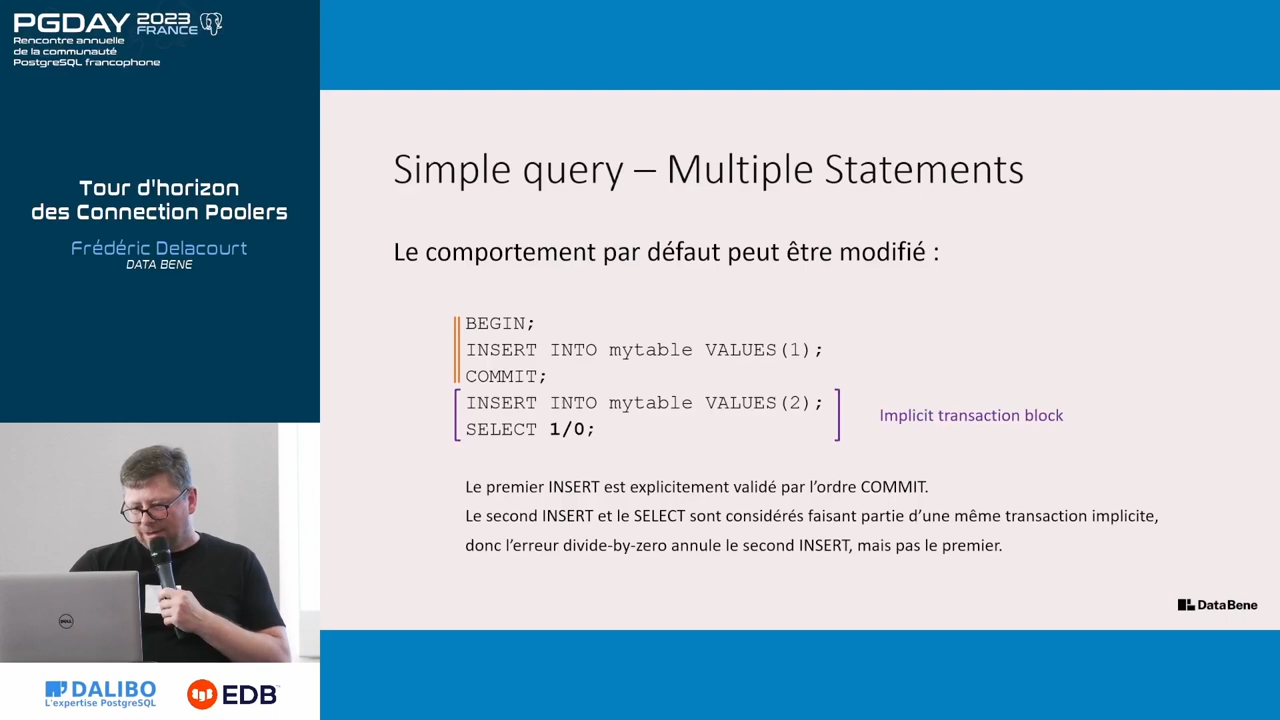 PGDAY 2023 FRANCE
Rencontre annuelle
de la communauté
PostgreSQL francophone
Tour d'horizon
des Connection Poolers
Frédéric Delacourt
DATA BENE
Simple query – Multiple Statements
Le comportement par défaut peut être modifié :
BEGIN;
INSERT INTO mytable VALUES(1);
COMMIT;
INSERT INTO mytable VALUES(2);
SELECT 1/0;
Implicit transaction block
Le premier INSERT est explicitement validé par l’ordre COMMIT.
Le second INSERT et le SELECT sont considérés faisant partie d’une même transaction implicite,
donc l’erreur divide-by-zero annule le second INSERT, mais pas le premier.
DataBene
DELL
DALIBO
L'expertise PostgreSQL
EDB